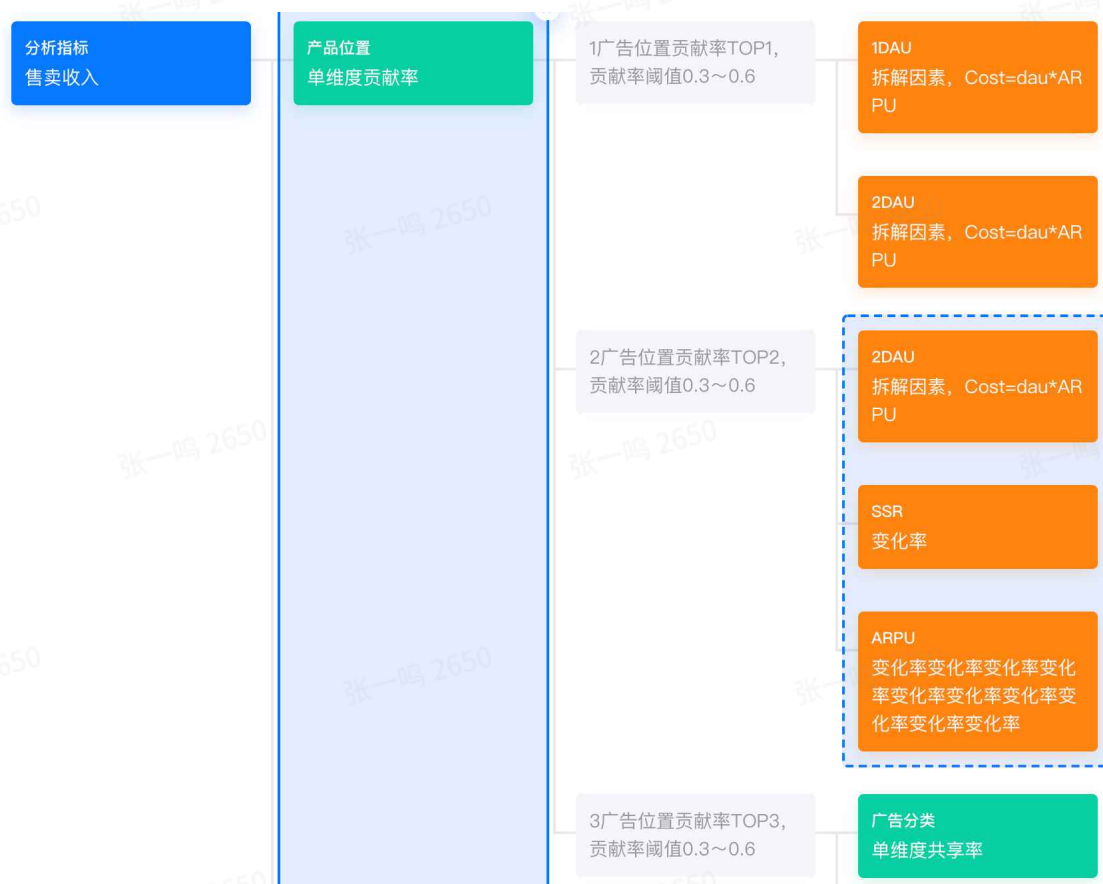 分析指标
售卖收入
产品位置
单维度贡献率
1广告位置贡献率TOP1,
贡献率阈值0.3～0.6
1DAU
拆解因素，Cost=dau*AR
PU
2DAU
拆解因素，Cost=dau*AR
PU
2广告位置贡献率TOP2,
贡献率阈值0.3～0.6
2DAU
拆解因素，Cost=dau*AR
PU
SSR
变化率
ARPU
变化率变化率变化率变化
率变化率变化率变化率变
化率变化率变化率
3广告位置贡献率TOP3,
贡献率阈值0.3～0.6
广告分类
单维度共享率
张一鸣 2650
张一鸣 2650
张一鸣 2650
张一鸣 2650